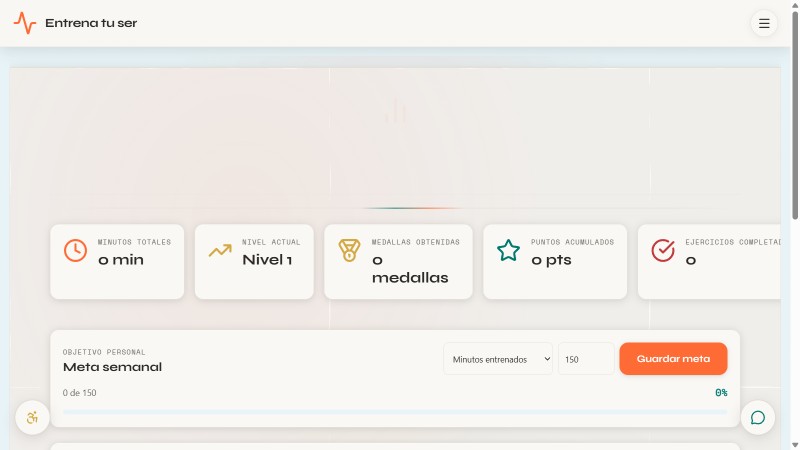 Entrena tu ser
MINUTOS TOTALES
0 min
NIVEL ACTUAL
Nivel 1
MEDALLAS OBTENIDAS
0
medallas
PUNTOS ACUMULADOS
0 pts
EJERCICIOS COMPLETAD
0
OBJETIVO PERSONAL
Meta semanal
Minutos entrenados
150
Guardar meta
0 de 150
0%